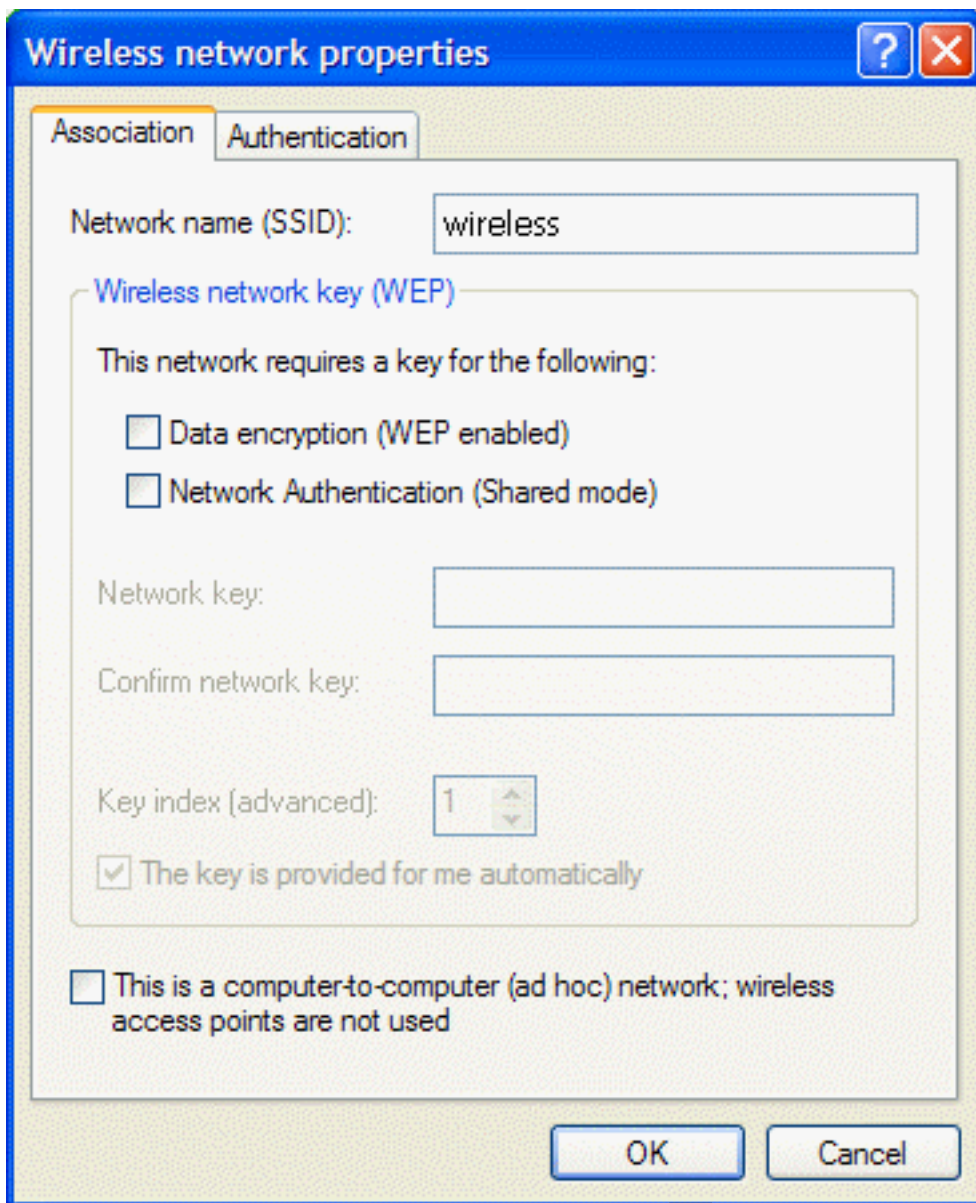 Wireless network properties
Association Authentication
Network name (SSID): wireless
Wireless network key (WEP)
This network requires a key for the following:
Data encryption (WEP enabled)
Network Authentication (Shared mode)
Network key:
Confirm network key:
Key index (advanced): 1
The key is provided for me automatically
This is a computer-to-computer (ad hoc) network; wireless
access points are not used
OK Cancel